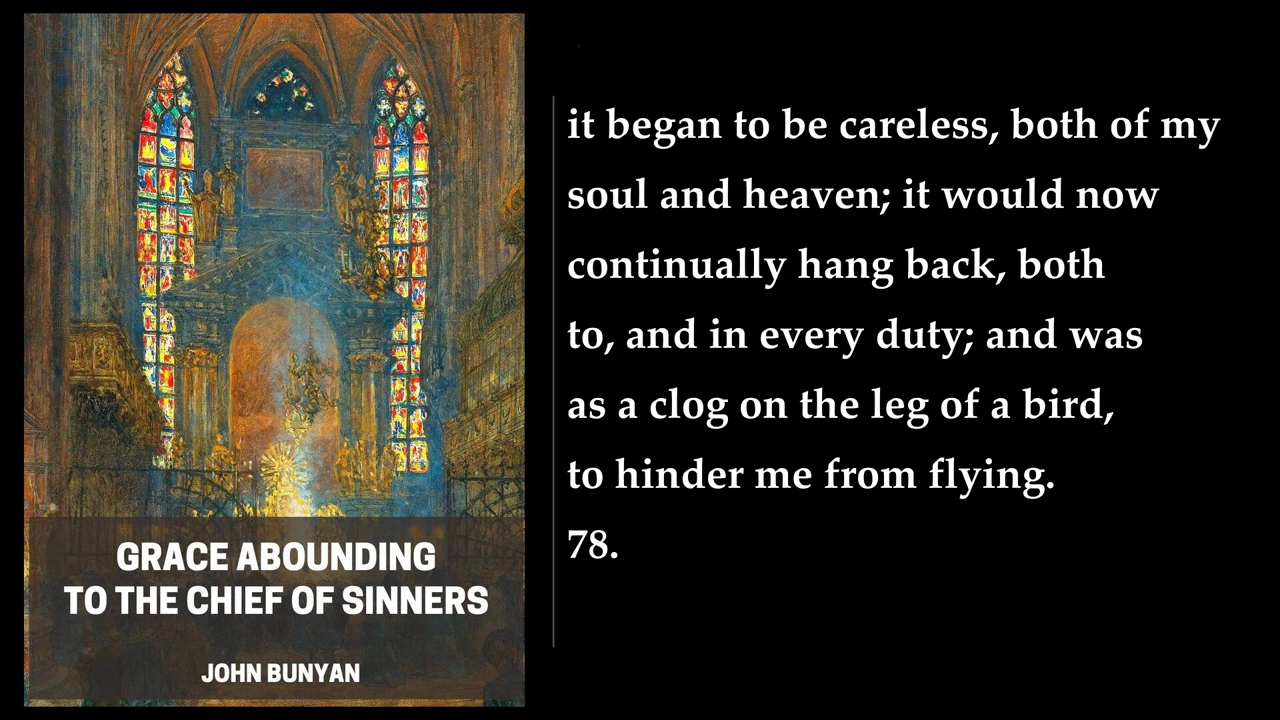 GRACE ABOUNDING
TO THE CHIEF OF SINNERS
JOHN BUNYAN
it began to be careless, both of my
soul and heaven; it would now
continually hang back, both
to, and in every duty; and was
as a clog on the leg of a bird,
to hinder me from flying.
78.